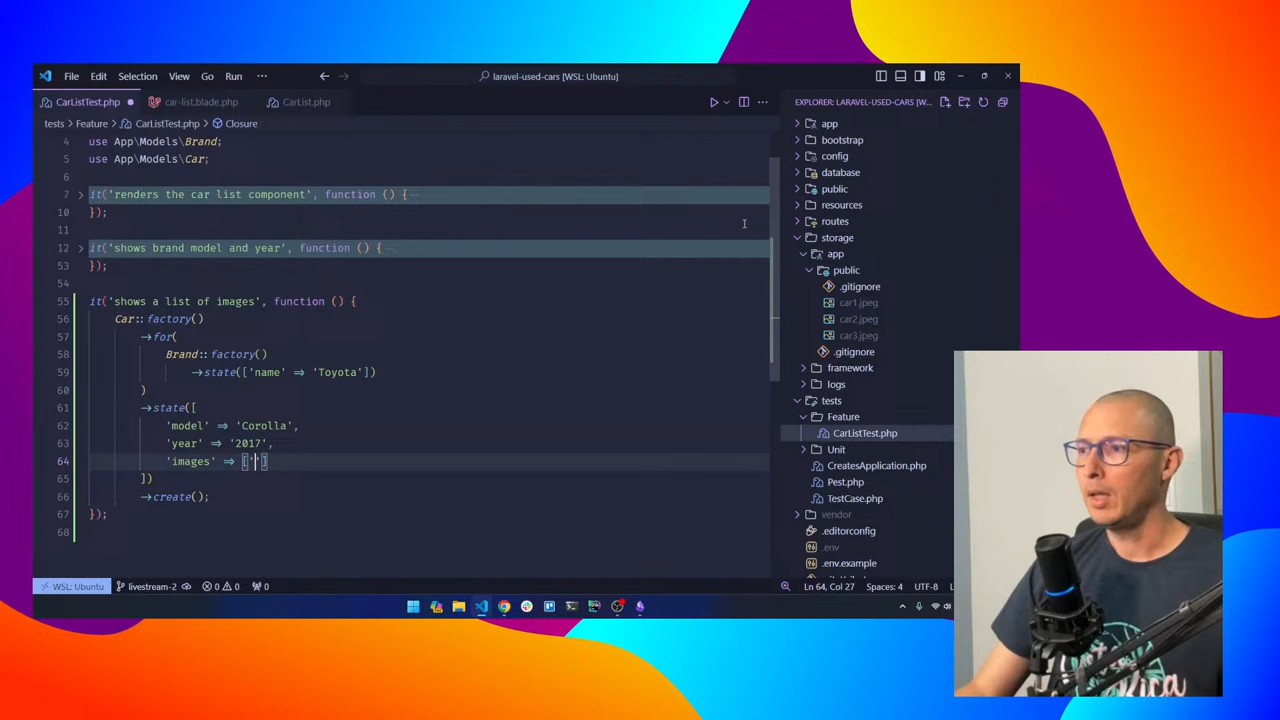 File Edit Selection View Go Run ···
laravel-used-cars [WSL: Ubuntu]
CarListTest.php
car-list.blade.php
CarList.php
tests > Feature > CarListTest.php > Closure
4 use App\Models\Brand;
5 use App\Models\Car;
6
7 it('renders the car list component', function () { ···
10 });
11
12 it('shows brand model and year', function () { ···
53 });
54
55 it('shows a list of images', function () {
56 Car::factory()
57 ->for(
58 Brand::factory()
59 ->state(['name' => 'Toyota'])
60 )
61 ->state([
62 'model' => 'Corolla',
63 'year' => '2017',
64 'images' => ['']
65 ])
66 ->create();
67 });
68
EXPLORER: LARAVEL-USED-CARS [W...
app
bootstrap
config
database
public
resources
routes
storage
app
public
.gitignore
car1.jpeg
car2.jpeg
car3.jpeg
.gitignore
framework
logs
tests
Feature
CarListTest.php
Unit
CreatesApplication.php
Pest.php
TestCase.php
vendor
.editorconfig
.env
.env.example
WSL: Ubuntu livestream-2 0 0 0 Ln 64, Col 27 Spaces: 4 UTF-8 L